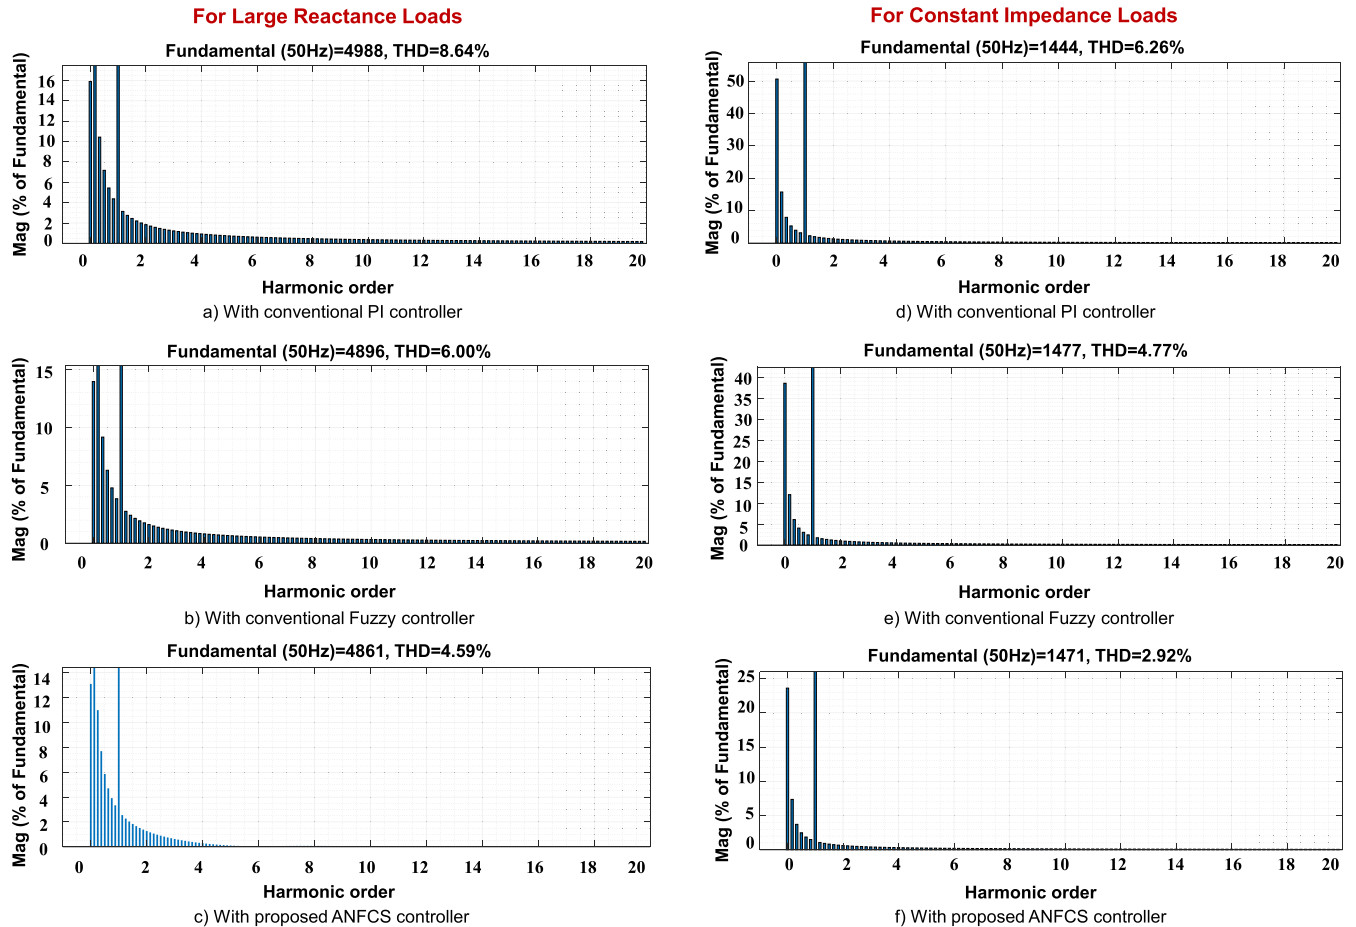 For Large Reactance Loads
Fundamental (50Hz)=4988, THD=8.64%
Mag (% of Fundamental)
16
14
12
10
8
6
4
2
0
0 2 4 6 8 10 12 14 16 18 20
Harmonic order
a) With conventional PI controller
Fundamental (50Hz)=4896, THD=6.00%
Mag (% of Fundamental)
15
10
5
0
0 2 4 6 8 10 12 14 16 18 20
Harmonic order
b) With conventional Fuzzy controller
Fundamental (50Hz)=4861, THD=4.59%
Mag (% of Fundamental)
14
12
10
8
6
4
2
0
0 2 4 6 8 10 12 14 16 18 20
Harmonic order
c) With proposed ANFCS controller
For Constant Impedance Loads
Fundamental (50Hz)=1444, THD=6.26%
Mag (% of Fundamental)
50
40
30
20
10
0
0 2 4 6 8 10 12 14 16 18 20
Harmonic order
d) With conventional PI controller
Fundamental (50Hz)=1477, THD=4.77%
Mag (% of Fundamental)
40
35
30
25
20
15
10
5
0
0 2 4 6 8 10 12 14 16 18 20
Harmonic order
e) With conventional Fuzzy controller
Fundamental (50Hz)=1471, THD=2.92%
Mag (% of Fundamental)
25
20
15
10
5
0
0 2 4 6 8 10 12 14 16 18 20
Harmonic order
f) With proposed ANFCS controller